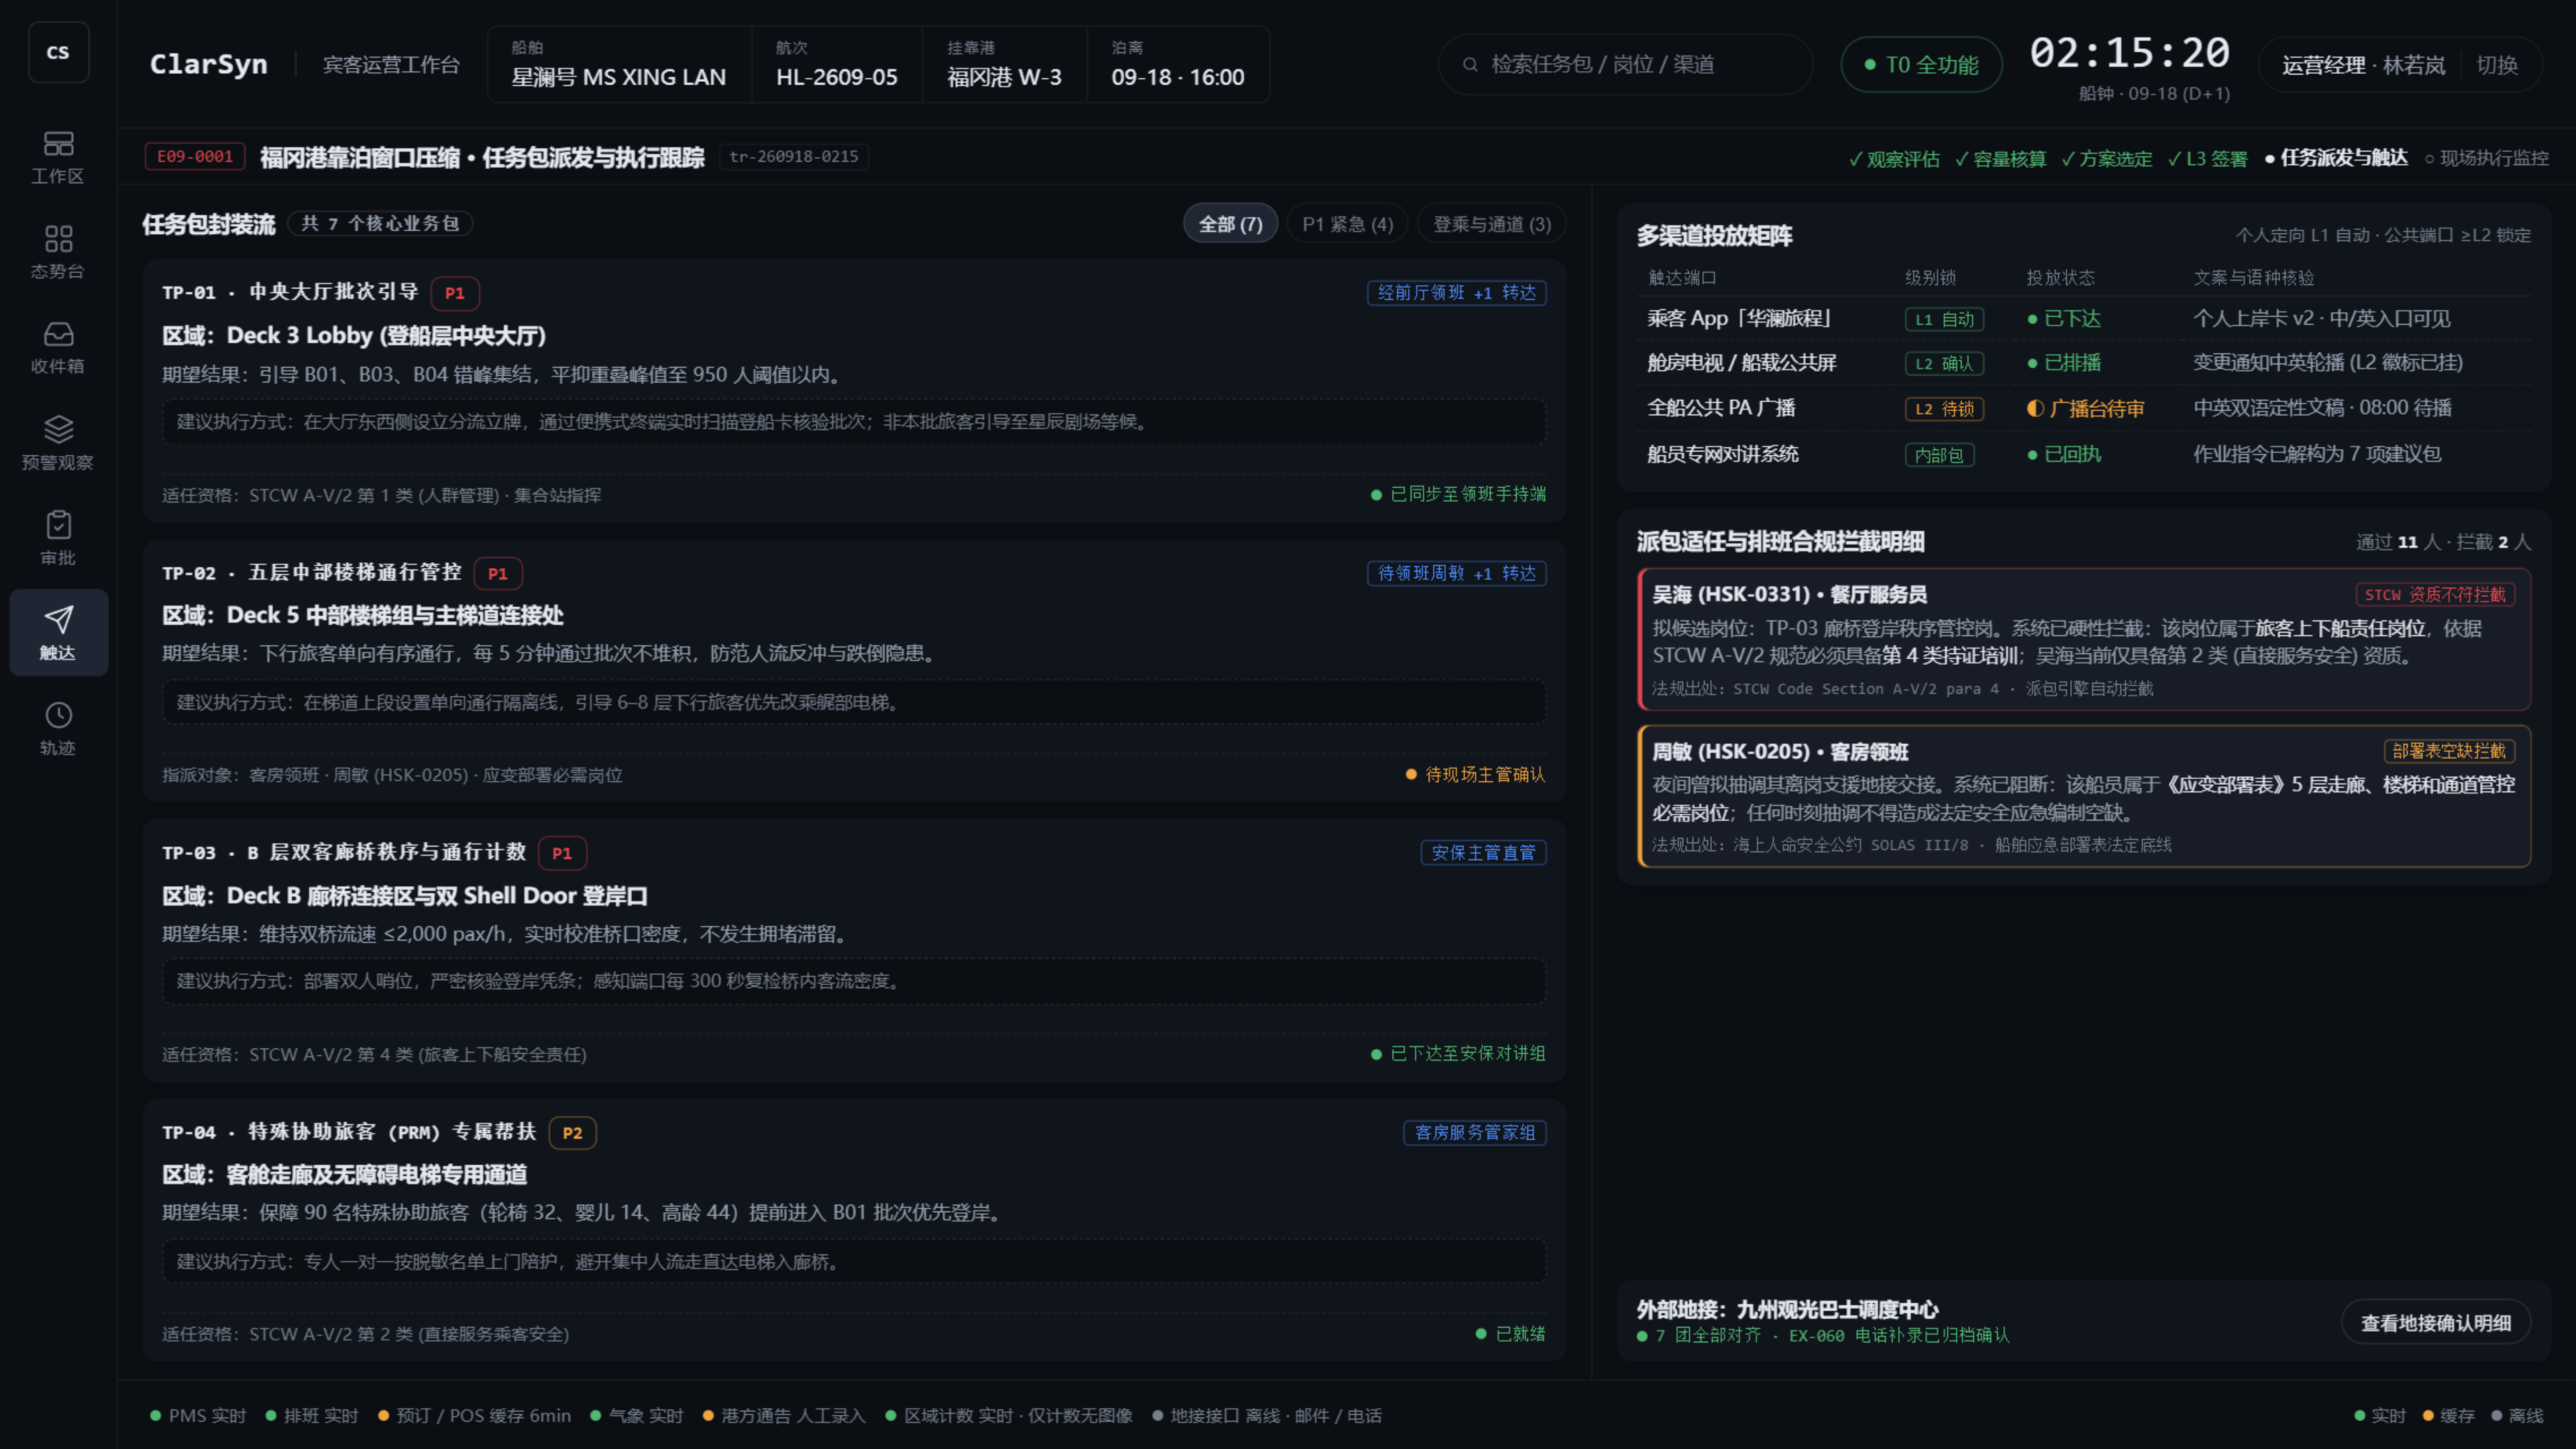 CS
工作区
态势台
收件箱
预警观察
审批
触达
轨迹
ClarSyn
宾客运营工作台
船舶
星澜号 MS XING LAN
航次
HL-2609-05
挂靠港
福冈港 W-3
泊离
09-18 · 16:00
检索任务包 / 岗位 / 渠道
T0 全功能
02:15:20
船钟 · 09-18 (D+1)
运营经理 · 林若岚
切换
E09-0001
福冈港靠泊窗口压缩 • 任务包派发与执行跟踪
tr-260918-0215
✓ 观察评估 ✓ 容量核算 ✓ 方案选定 ✓ L3 签署 ● 任务派发与触达 ○ 现场执行监控
任务包封装流
共 7 个核心业务包
全部 (7)
P1 紧急 (4)
登乘与通道 (3)
TP-01 · 中央大厅批次引导 P1
经前厅领班 +1 转达
区域：Deck 3 Lobby (登船层中央大厅)
期望结果：引导 B01、B03、B04 错峰集结，平抑重叠峰值至 950 人阈值以内。
建议执行方式：在大厅东西侧设立分流立牌，通过便携式终端实时扫描登船卡核验批次；非本批旅客引导至星辰剧场等候。
适任资格：STCW A-V/2 第 1 类 (人群管理) · 集合站指挥
已同步至领班手持端
TP-02 · 五层中部楼梯通行管控 P1
待领班周敏 +1 转达
区域：Deck 5 中部楼梯组与主梯道连接处
期望结果：下行旅客单向有序通行，每 5 分钟通过批次不堆积，防范人流反冲与跌倒隐患。
建议执行方式：在梯道上段设置单向通行隔离线，引导 6–8 层下行旅客优先改乘艉部电梯。
指派对象：客房领班 · 周敏 (HSK-0205) · 应变部署必需岗位
待现场主管确认
TP-03 · B 层双客廊桥秩序与通行计数 P1
安保主管直管
区域：Deck B 廊桥连接区与双 Shell Door 登岸口
期望结果：维持双桥流速 ≤2,000 pax/h，实时校准桥口密度，不发生拥堵滞留。
建议执行方式：部署双人哨位，严密核验登岸凭条；感知端口每 300 秒复检桥内客流密度。
适任资格：STCW A-V/2 第 4 类 (旅客上下船安全责任)
已下达至安保对讲组
TP-04 · 特殊协助旅客 (PRM) 专属帮扶 P2
客房服务管家组
区域：客舱走廊及无障碍电梯专用通道
期望结果：保障 90 名特殊协助旅客（轮椅 32、婴儿 14、高龄 44）提前进入 B01 批次优先登岸。
建议执行方式：专人一对一按脱敏名单上门陪护，避开集中人流走直达电梯入廊桥。
适任资格：STCW A-V/2 第 2 类 (直接服务乘客安全)
已就绪
多渠道投放矩阵
个人定向 L1 自动 · 公共端口 ≥L2 锁定
触达端口 级别锁 投放状态 文案与语种核验
乘客 App「华澜旅程」 L1 自动 已下达 个人上岸卡 v2 · 中/英入口可见
舱房电视 / 船载公共屏 L2 确认 已排播 变更通知中英轮播 (L2 徽标已挂)
全船公共 PA 广播 L2 待锁 广播台待审 中英双语定性文稿 · 08:00 待播
船员专网对讲系统 内部包 已回执 作业指令已解构为 7 项建议包
派包适任与排班合规拦截明细
通过 11 人 · 拦截 2 人
吴海 (HSK-0331) • 餐厅服务员
STCW 资质不符拦截
拟候选岗位：TP-03 廊桥登岸秩序管控岗。系统已硬性拦截：该岗位属于旅客上下船责任岗位，依据
STCW A-V/2 规范必须具备第 4 类持证培训；吴海当前仅具备第 2 类 (直接服务安全) 资质。
法规出处：STCW Code Section A-V/2 para 4 · 派包引擎自动拦截
周敏 (HSK-0205) • 客房领班
部署表空缺拦截
夜间曾拟抽调其离岗支援地接交接。系统已阻断：该船员属于《应变部署表》5 层走廊、楼梯和通道管控
必需岗位；任何时刻抽调不得造成法定安全应急编制空缺。
法规出处：海上人命安全公约 SOLAS III/8 · 船舶应急部署表法定底线
外部地接：九州观光巴士调度中心
7 团全部对齐 · EX-060 电话补录已归档确认
查看地接确认明细
PMS 实时 排班 实时 预订 / POS 缓存 6min 气象 实时 港方通告 人工录入 区域计数 实时 · 仅计数无图像 地接接口 离线 · 邮件 / 电话
实时 缓存 离线